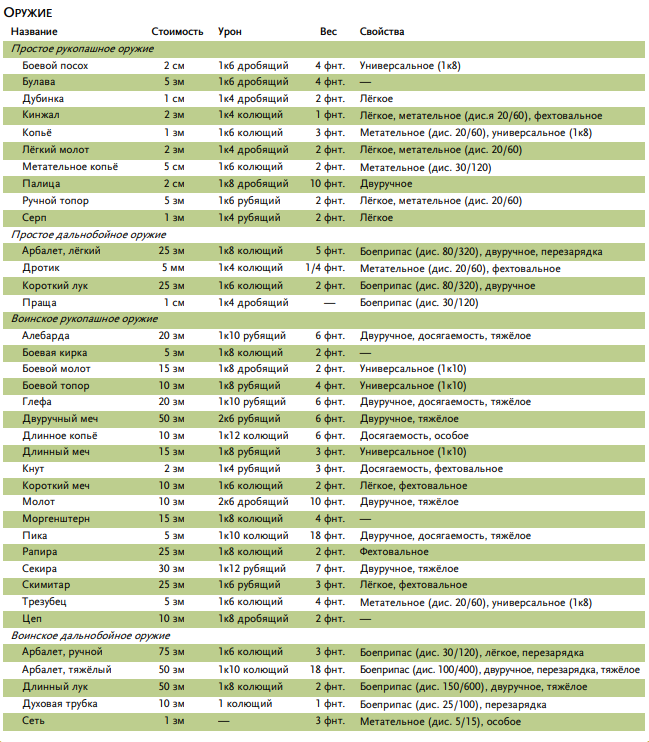 ОРУЖИЕ
Название Стоимость Урон Вес Свойства
Простое рукопашное оружие
Боевой посох 2 см 1к6 дробящий 4 фнт. Универсальное (1к8)
Булава 5 зм 1к6 дробящий 4 фнт. —
Дубинка 1 см 1к4 дробящий 2 фнт. Лёгкое
Кинжал 2 зм 1к4 колющий 1 фнт. Лёгкое, метательное (дис.я 20/60), фехтовальное
Копьё 1 зм 1к6 колющий 3 фнт. Метательное (дис. 20/60), универсальное (1к8)
Лёгкий молот 2 зм 1к4 дробящий 2 фнт. Лёгкое, метательное (дис. 20/60)
Метательное копьё 5 см 1к6 колющий 2 фнт. Метательное (дис. 30/120)
Палица 2 см 1к8 дробящий 10 фнт. Двуручное
Ручной топор 5 зм 1к6 рубящий 2 фнт. Лёгкое, метательное (дис. 20/60)
Серп 1 зм 1к4 рубящий 2 фнт. Лёгкое
Простое дальнобойное оружие
Арбалет, лёгкий 25 зм 1к8 колющий 5 фнт. Боеприпас (дис. 80/320), двуручное, перезарядка
Дротик 5 мм 1к4 колющий 1/4 фнт. Метательное (дис. 20/60), фехтовальное
Короткий лук 25 зм 1к6 колющий 2 фнт. Боеприпас (дис. 80/320), двуручное
Праща 1 см 1к4 дробящий — Боеприпас (дис. 30/120)
Воинское рукопашное оружие
Алебарда 20 зм 1к10 рубящий 6 фнт. Двуручное, досягаемость, тяжёлое
Боевая кирка 5 зм 1к8 колющий 2 фнт. —
Боевой молот 15 зм 1к8 дробящий 2 фнт. Универсальное (1к10)
Боевой топор 10 зм 1к8 рубящий 4 фнт. Универсальное (1к10)
Глефа 20 зм 1к10 рубящий 6 фнт. Двуручное, досягаемость, тяжёлое
Двуручный меч 50 зм 2к6 рубящий 6 фнт. Двуручное, тяжёлое
Длинное копьё 10 зм 1к12 колющий 6 фнт. Досягаемость, особое
Длинный меч 15 зм 1к8 рубящий 3 фнт. Универсальное (1к10)
Кнут 2 зм 1к4 рубящий 3 фнт. Досягаемость, фехтовальное
Короткий меч 10 зм 1к6 колющий 2 фнт. Лёгкое, фехтовальное
Молот 10 зм 2к6 дробящий 10 фнт. Двуручное, тяжёлое
Моргенштерн 15 зм 1к8 колющий 4 фнт. —
Пика 5 зм 1к10 колющий 18 фнт. Двуручное, досягаемость, тяжёлое
Рапира 25 зм 1к8 колющий 2 фнт. Фехтовальное
Секира 30 зм 1к12 рубящий 7 фнт. Двуручное, тяжёлое
Скимитар 25 зм 1к6 рубящий 3 фнт. Лёгкое, фехтовальное
Трезубец 5 зм 1к6 колющий 4 фнт. Метательное (дис. 20/60), универсальное (1к8)
Цеп 10 зм 1к8 дробящий 2 фнт. —
Воинское дальнобойное оружие
Арбалет, ручной 75 зм 1к6 колющий 3 фнт. Боеприпас (дис. 30/120), лёгкое, перезарядка
Арбалет, тяжёлый 50 зм 1к10 колющий 18 фнт. Боеприпас (дис. 100/400), двуручное, перезарядка, тяжёлое
Длинный лук 50 зм 1к8 колющий 2 фнт. Боеприпас (дис. 150/600), двуручное, тяжёлое
Духовая трубка 10 зм 1 колющий 1 фнт. Боеприпас (дис. 25/100), перезарядка
Сеть 1 зм — 3 фнт. Метательное (дис. 5/15), особое